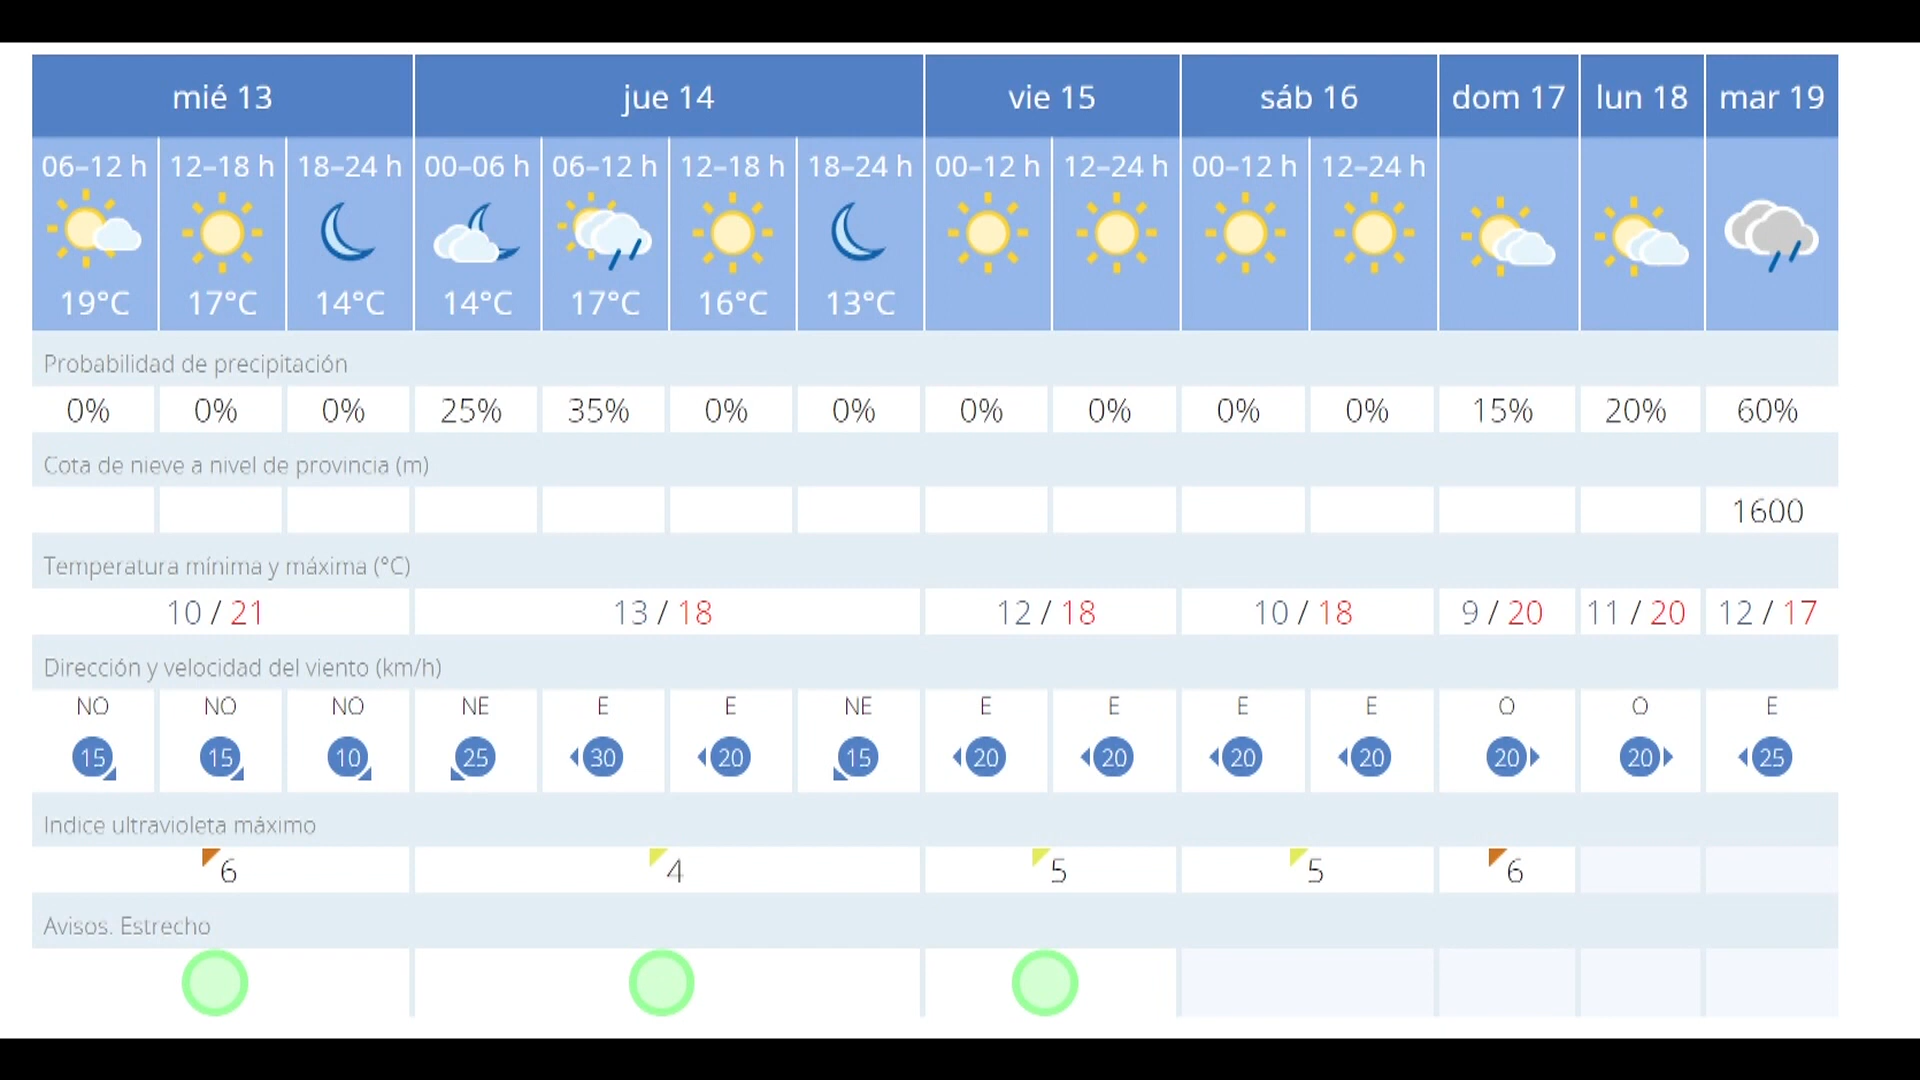 mié 13 jue 14 vie 15 sáb 16 dom 17 lun 18 mar 19
06–12 h 12–18 h 18–24 h 00–06 h 06–12 h 12–18 h 18–24 h 00–12 h 12–24 h 00–12 h 12–24 h
19°C 17°C 14°C 14°C 17°C 16°C 13°C
Probabilidad de precipitación
0% 0% 0% 25% 35% 0% 0% 0% 0% 0% 0% 15% 20% 60%
Cota de nieve a nivel de provincia (m)
1600
Temperatura mínima y máxima (°C)
10 / 21 13 / 18 12 / 18 10 / 18 9 / 20 11 / 20 12 / 17
Dirección y velocidad del viento (km/h)
NO NO NO NE E E NE E E E E O O E
15 15 10 25 30 20 15 20 20 20 20 20 20 25
Indice ultravioleta máximo
6 4 5 5 6
Avisos. Estrecho